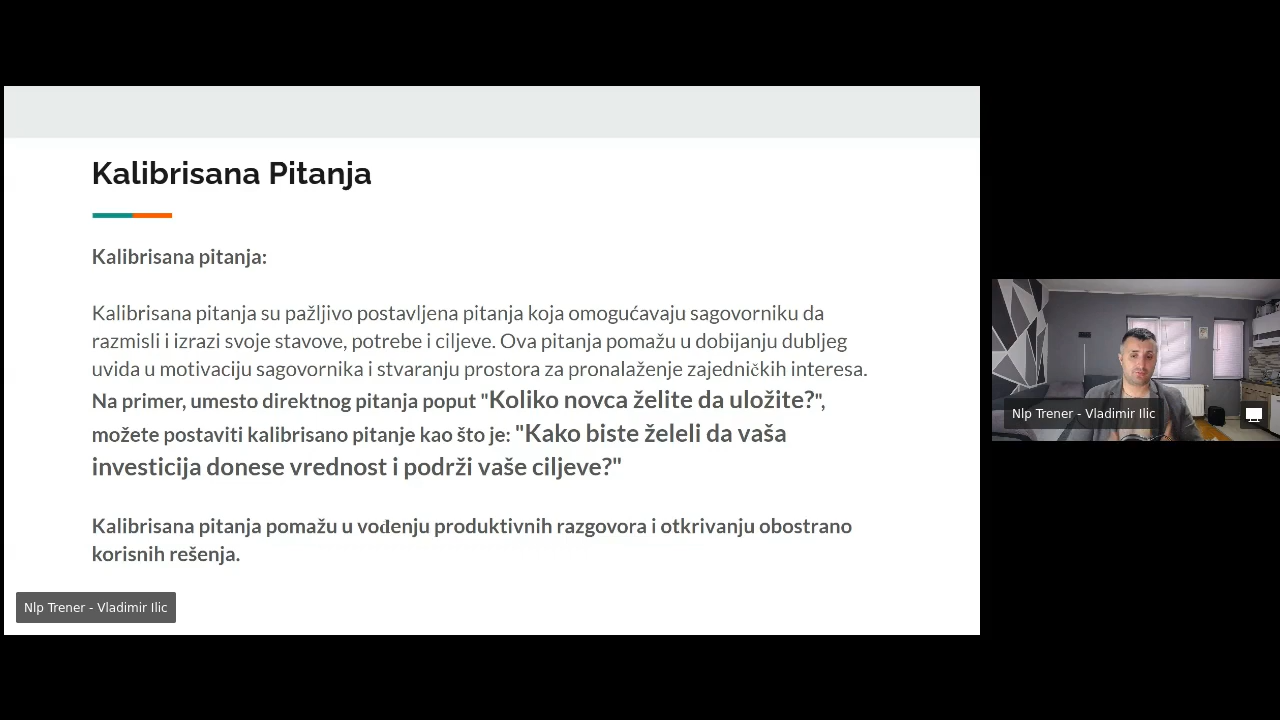 Kalibrisana Pitanja
Kalibrisana pitanja:
Kalibrisana pitanja su pažljivo postavljena pitanja koja omogućavaju sagovorniku da
razmisli i izrazi svoje stavove, potrebe i ciljeve. Ova pitanja pomažu u dobijanju dubljeg
uvida u motivaciju sagovornika i stvaranju prostora za pronalaženje zajedničkih interesa.
Na primer, umesto direktnog pitanja poput "Koliko novca želite da uložite?",
možete postaviti kalibrisano pitanje kao što je: "Kako biste želeli da vaša
investicija donese vrednost i podrži vaše ciljeve?"
Kalibrisana pitanja pomažu u vođenju produktivnih razgovora i otkrivanju obostrano
korisnih rešenja.
Nlp Trener - Vladimir Ilic
Nlp Trener - Vladimir Ilic